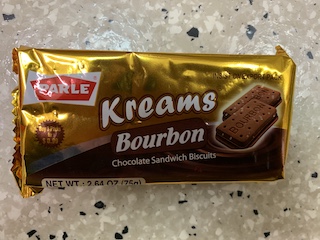 PARLE
Kreams
Bourbon
Chocolate Sandwich Biscuits
NET WT.: 2.64 OZ (75g)